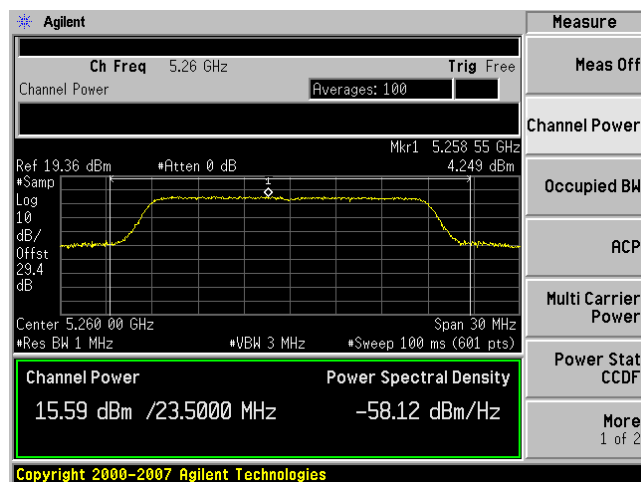 Agilent
Measure
Ch Freq 5.26 GHz Trig Free
Channel Power Averages: 100
Mkr1 5.258 55 GHz
Ref 19.36 dBm #Atten 0 dB 4.249 dBm
#Samp
Log
10
dB/
Offst
29.4
dB
1
Center 5.260 00 GHz Span 30 MHz
#Res BW 1 MHz #VBW 3 MHz #Sweep 100 ms (601 pts)
Channel Power Power Spectral Density
15.59 dBm /23.5000 MHz -58.12 dBm/Hz
Copyright 2000-2007 Agilent Technologies
Meas Off
Channel Power
Occupied BW
ACP
Multi Carrier
Power
Power Stat
CCDF
More
1 of 2